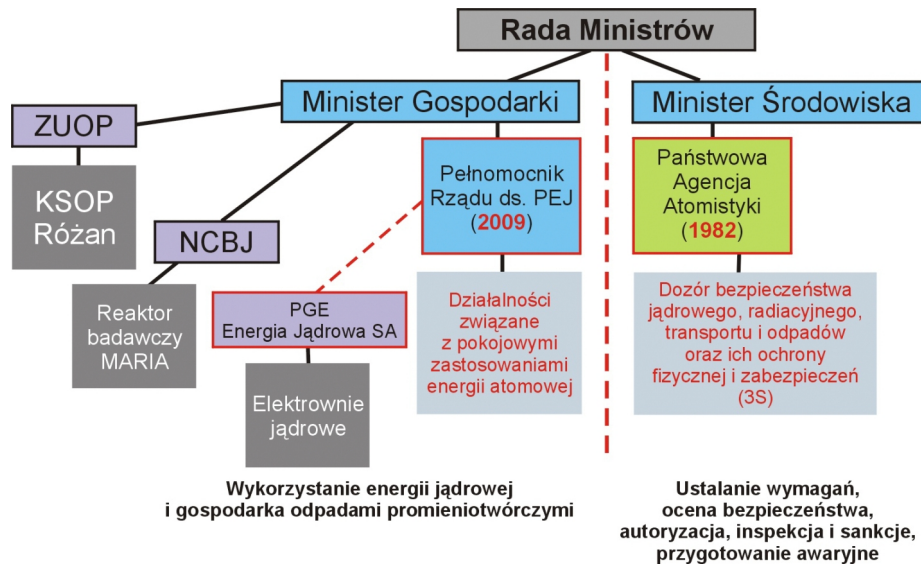 Rada Ministrów
Minister Gospodarki
Minister Środowiska
ZUOP
KSOP
Różan
NCBJ
Reaktor
badawczy
MARIA
Pełnomocnik
Rządu ds. PEJ
(2009)
PGE
Energia Jądrowa SA
Elektrownie
jądrowe
Działalności
związane
z pokojowymi
zastosowaniami
energii atomowej
Państwowa
Agencja
Atomistyki
(1982)
Dozór bezpieczeństwa
jądrowego, radiacyjnego,
transportu i odpadów
oraz ich ochrony
fizycznej i zabezpieczeń
(3S)
Wykorzystanie energii jądrowej
i gospodarka odpadami promieniotwórczymi
Ustalanie wymagań,
ocena bezpieczeństwa,
autoryzacja, inspekcja i sankcje,
przygotowanie awaryjne